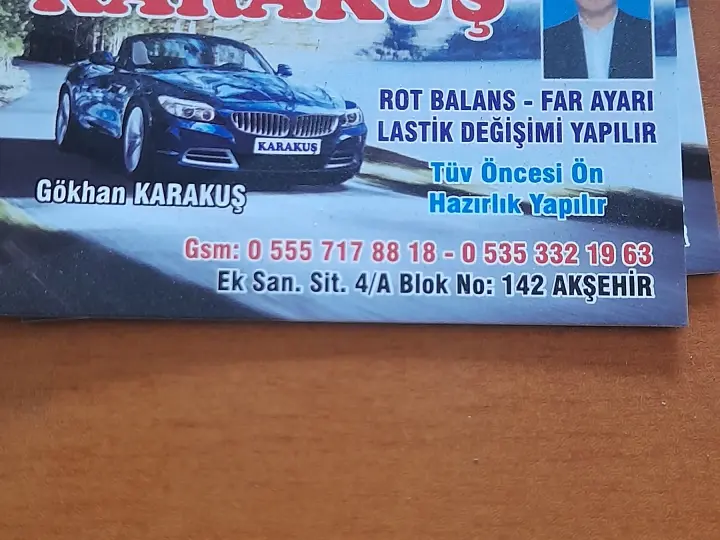 KARAKUŞ
ROT BALANS - FAR AYARI
LASTİK DEĞİŞİMİ YAPILIR
KARAKUŞ
Tüv Öncesi Ön
Hazırlık Yapılır
Gökhan KARAKUŞ
Gsm: 0 555 717 88 18 - 0 535 332 19 63
Ek San. Sit. 4/A Blok No: 142 AKŞEHİR